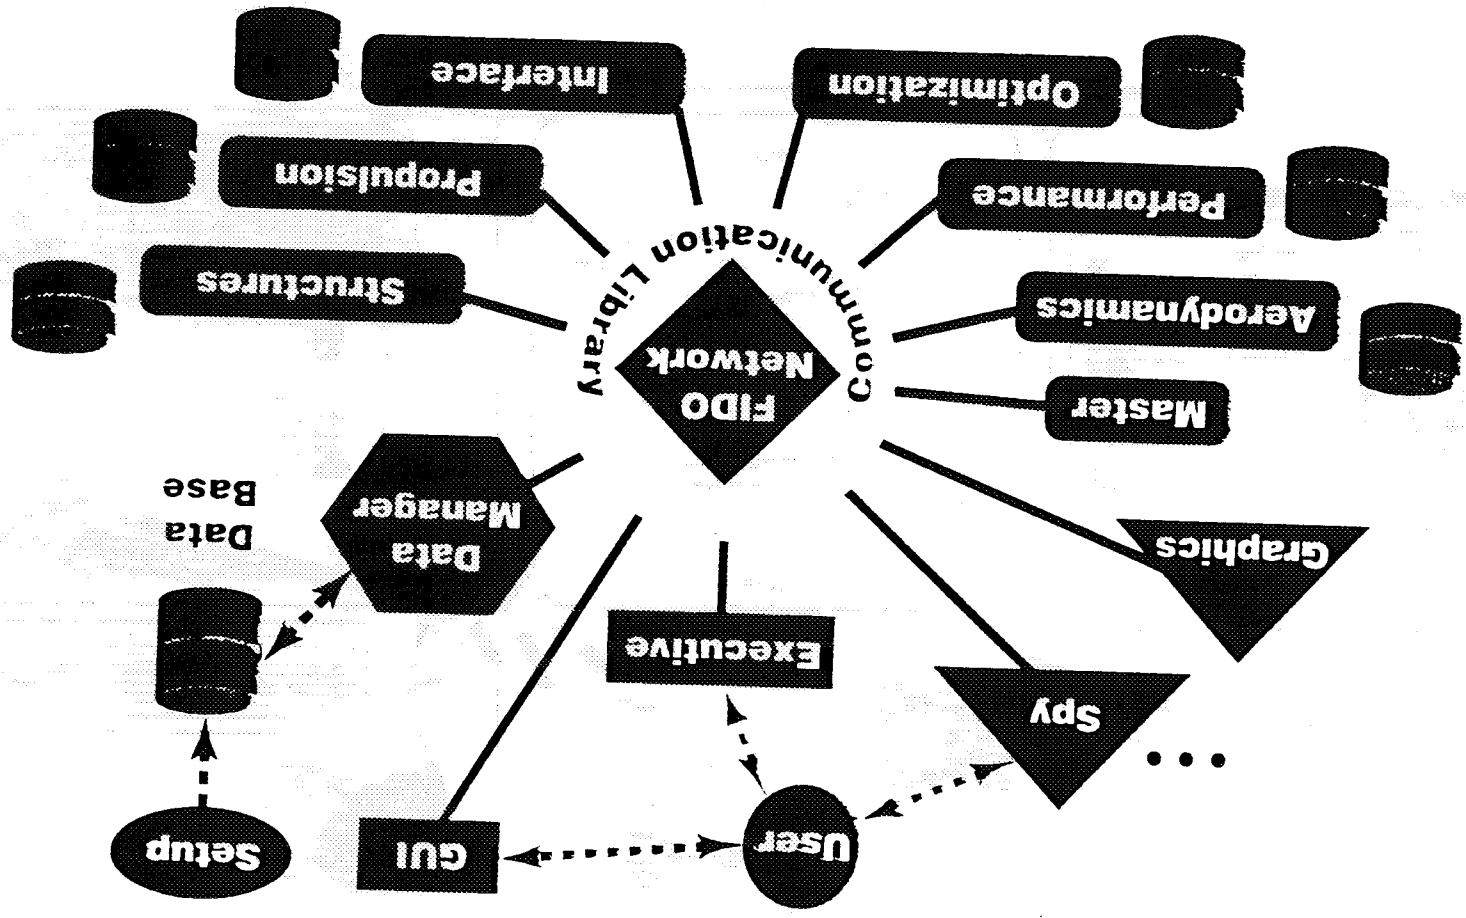 Setup
GUI
User
Spy
Executive
Graphics
Data
Base
Data
Manager
FIDO
Network
Communication Library
Master
Aerodynamics
Structures
Performance
Propulsion
Optimization
Interface